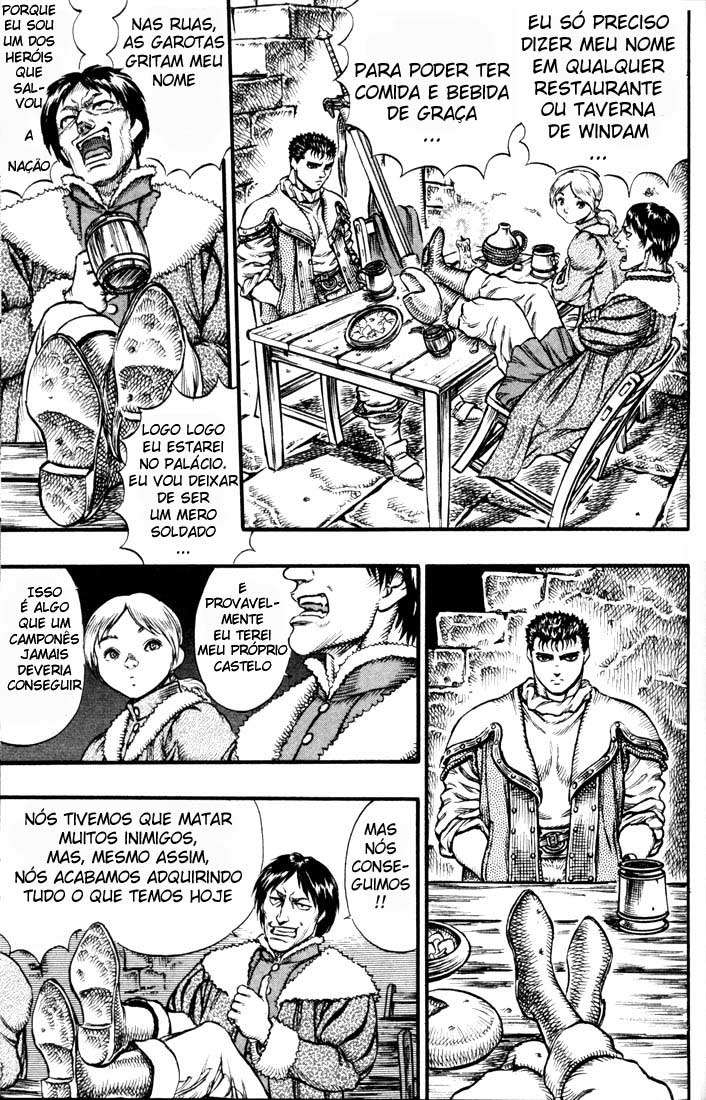 EU SÓ PRECISO
DIZER MEU NOME
EM QUALQUER
RESTAURANTE
OU TAVERNA
DE WINDAM
...
PARA PODER TER
COMIDA E BEBIDA
DE GRAÇA
...
NAS RUAS,
AS GAROTAS
GRITAM MEU
NOME
PORQUE
EU SOU
UM DOS
HERÓIS
QUE
SAL-
VOU
A
NAÇÃO
LOGO LOGO
EU ESTAREI
NO PALÁCIO.
EU VOU DEIXAR
DE SER
UM MERO
SOLDADO
...
E
PROVAVEL-
MENTE
EU TEREI
MEU PRÓPRIO
CASTELO
ISSO
É ALGO
QUE UM
CAMPONÊS
JAMAIS
DEVERIA
CONSEGUIR
MAS
NÓS
CONSE-
GUIMOS
!!
NÓS TIVEMOS QUE MATAR
MUITOS INIMIGOS,
MAS, MESMO ASSIM,
NÓS ACABAMOS ADQUIRINDO
TUDO O QUE TEMOS HOJE